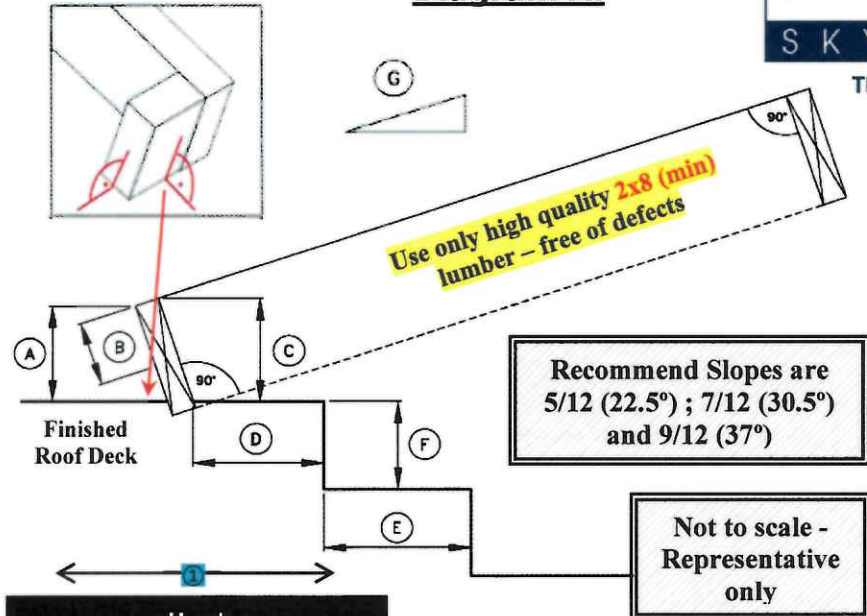 S K Y
G
90°
Use only high quality 2x8 (min)
lumber – free of defects
A
B
C
90°
Finished
Roof Deck
D
F
E
Recommend Slopes are
5/12 (22.5º) ; 7/12 (30.5º)
and 9/12 (37º)
Not to scale -
Representative
only
1